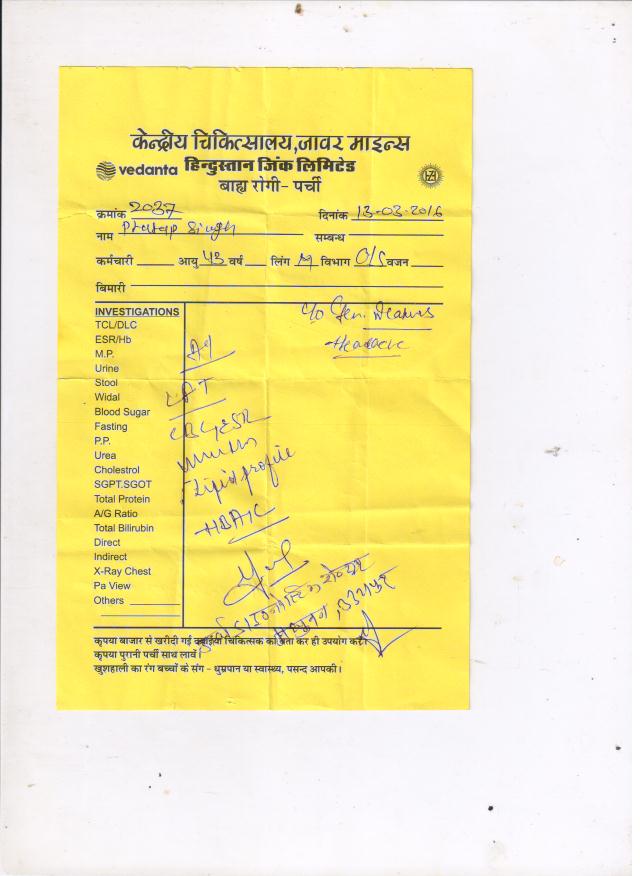 केन्द्रीय चिकित्सालय,जावर माइन्स
vedanta हिन्दुस्तान जिंक लिमिटेड
बाह्य रोगी- पर्ची
क्रमांक 2037 दिनांक 13-03-2016
नाम Pratap Singh सम्बन्ध
कर्मचारी आयु 43 वर्ष लिंग M विभाग O/S वजन
बिमारी
INVESTIGATIONS
C/o Gen.
Headache
TCL/DLC
ESR/Hb
M.P.
Urine
Stool
Widal
Blood Sugar
Fasting
P.P.
Urea
Cholestrol
SGPT.SGOT
Total Protein
A/G Ratio
Total Bilirubin
Direct
Indirect
X-Ray Chest
Pa View
Others
CBC, ESR
Lipid profile
HBA1C
कृपया बाजार से खरीदी गई दवाईयां चिकित्सक को बता कर ही उपयोग करें।
कृपया पुरानी पर्ची साथ लावें।
खुशहाली का रंग बच्चों के संग - धुम्रपान या स्वास्थ्य, पसन्द आपकी।